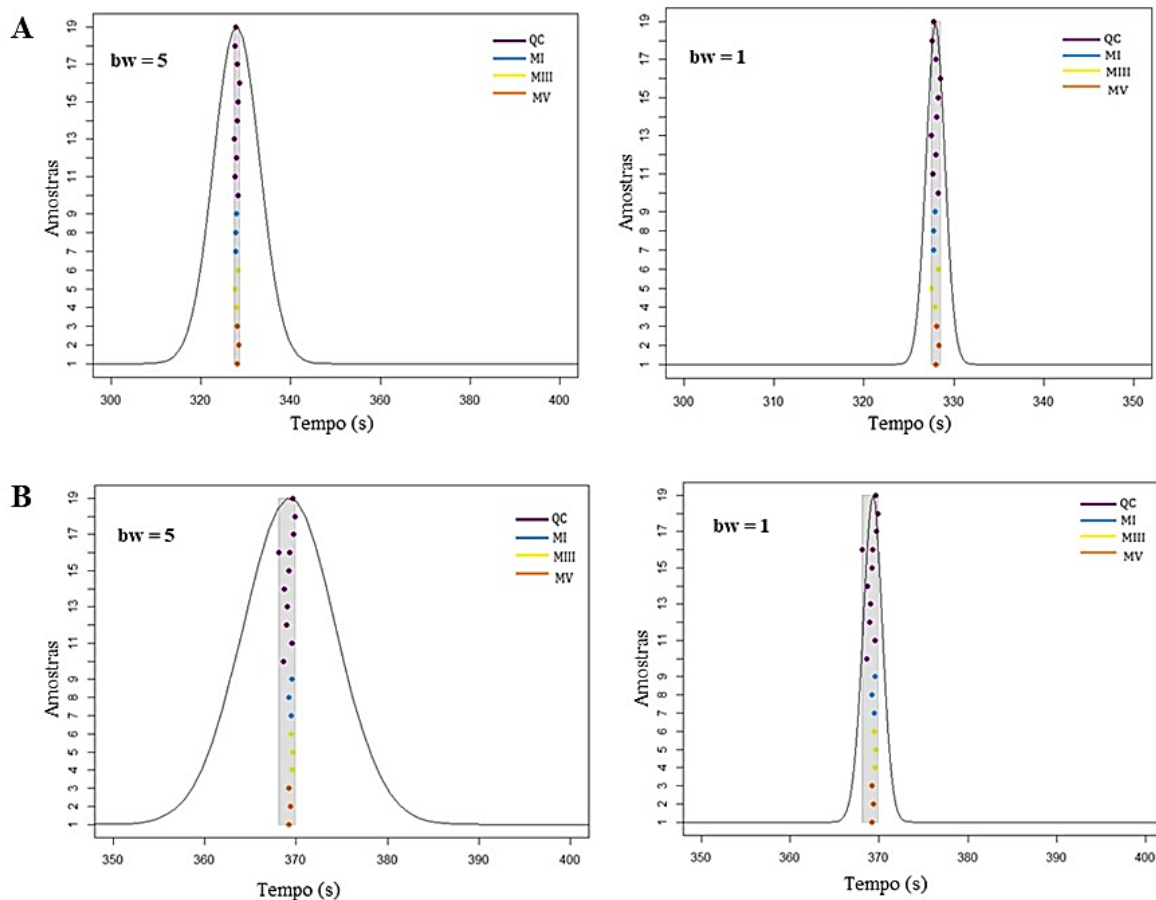 A
bw = 5
QC
MI
MIII
MV
Amostras
1 2 3 4 5 6 7 8 9 11 13 15 17 19
300 320 340 360 380 400
Tempo (s)
bw = 1
QC
MI
MIII
MV
Amostras
1 2 3 4 5 6 7 8 9 11 13 15 17 19
300 310 320 330 340 350
Tempo (s)
B
bw = 5
QC
MI
MIII
MV
Amostras
1 2 3 4 5 6 7 8 9 11 13 15 17 19
350 360 370 380 390 400
Tempo (s)
bw = 1
QC
MI
MIII
MV
Amostras
1 2 3 4 5 6 7 8 9 11 13 15 17 19
350 360 370 380 390 400
Tempo (s)